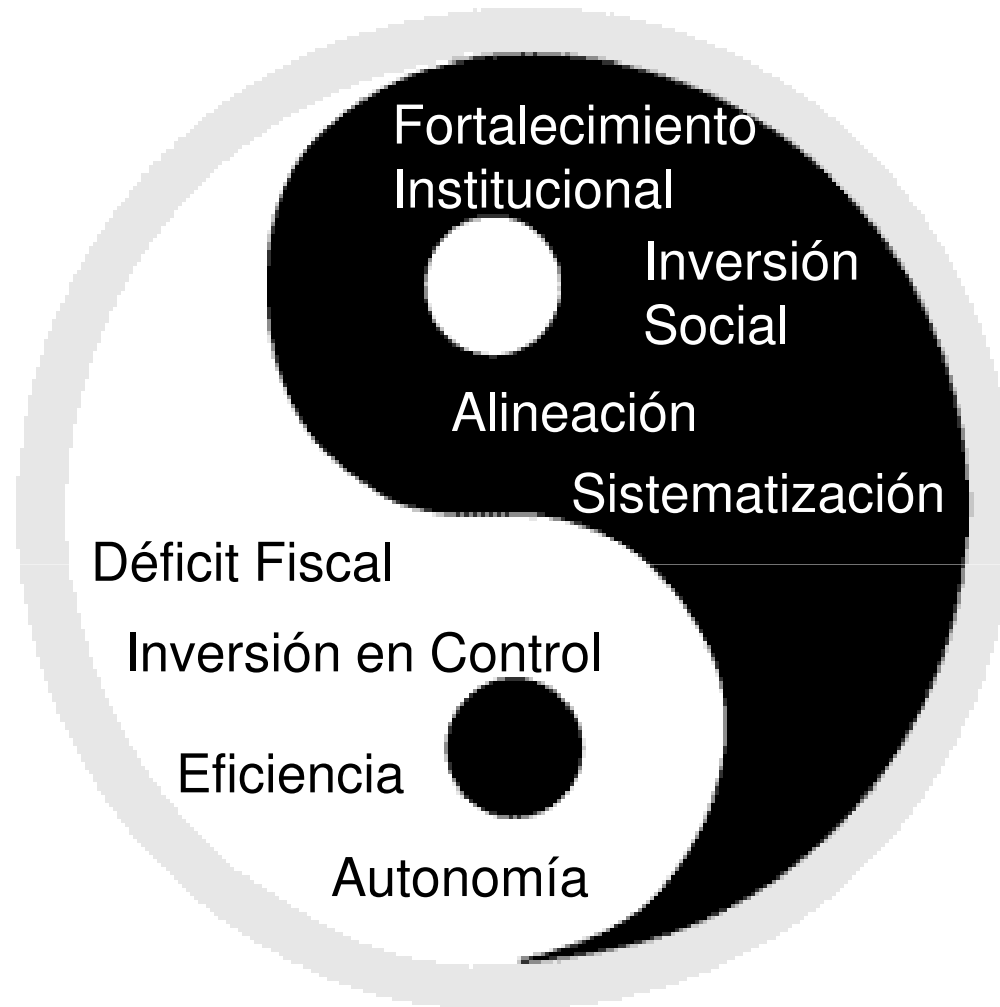 Fortalecimiento
Institucional
Inversión
Social
Alineación
Sistematización
Déficit Fiscal
Inversión en Control
Eficiencia
Autonomía